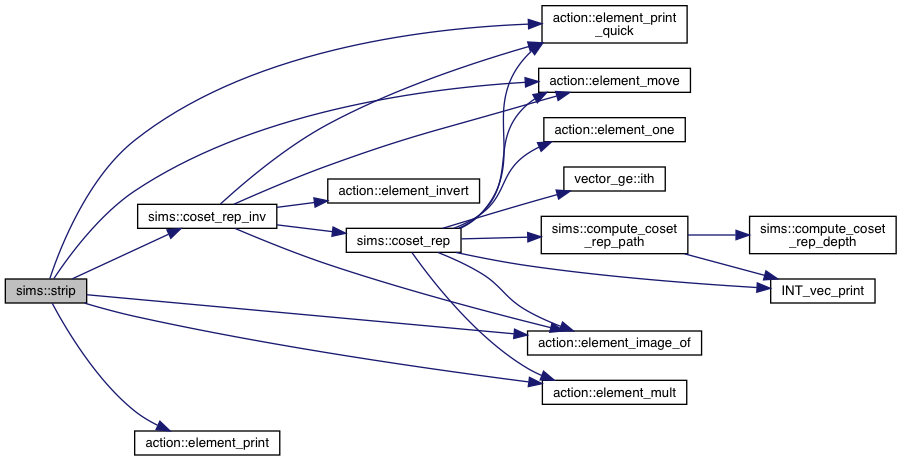 action::element_print
_quick
action::element_move
action::element_one
vector_ge::ith
action::element_invert
sims::coset_rep_inv
sims::coset_rep
sims::compute_coset
_rep_path
sims::compute_coset
_rep_depth
sims::strip
INT_vec_print
action::element_image_of
action::element_mult
action::element_print